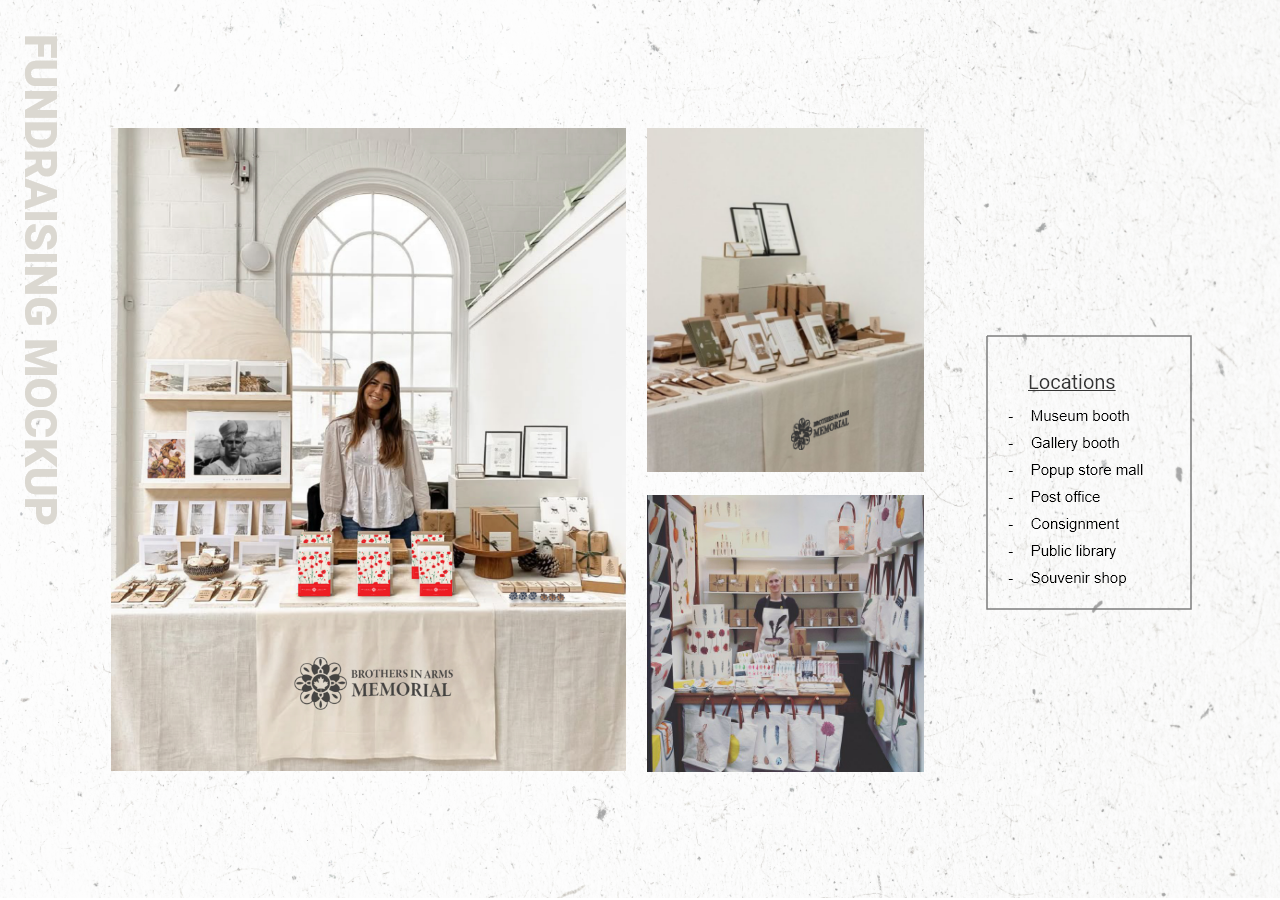 FUNDRAISING MOCKUP
BROTHERS IN ARMS
MEMORIAL
BROTHERS IN ARMS
MEMORIAL
Locations
- Museum booth
- Gallery booth
- Popup store mall
- Post office
- Consignment
- Public library
- Souvenir shop